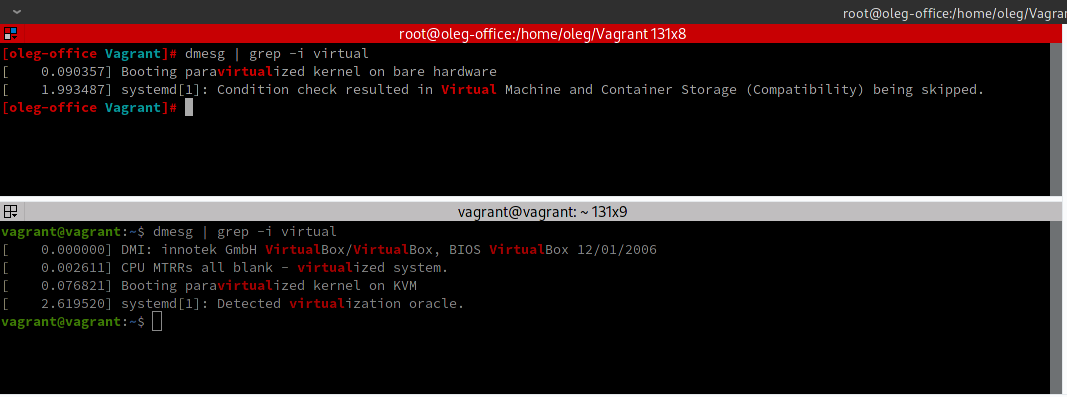 root@oleg-office:/home/oleg/Vagran
root@oleg-office:/home/oleg/Vagrant 131x8
[oleg-office Vagrant]# dmesg | grep -i virtual
[    0.090357] Booting paravirtualized kernel on bare hardware
[    1.993487] systemd[1]: Condition check resulted in Virtual Machine and Container Storage (Compatibility) being skipped.
[oleg-office Vagrant]#
vagrant@vagrant: ~ 131x9
vagrant@vagrant:~$ dmesg | grep -i virtual
[    0.000000] DMI: innotek GmbH VirtualBox/VirtualBox, BIOS VirtualBox 12/01/2006
[    0.002611] CPU MTRRs all blank - virtualized system.
[    0.076821] Booting paravirtualized kernel on KVM
[    2.619520] systemd[1]: Detected virtualization oracle.
vagrant@vagrant:~$